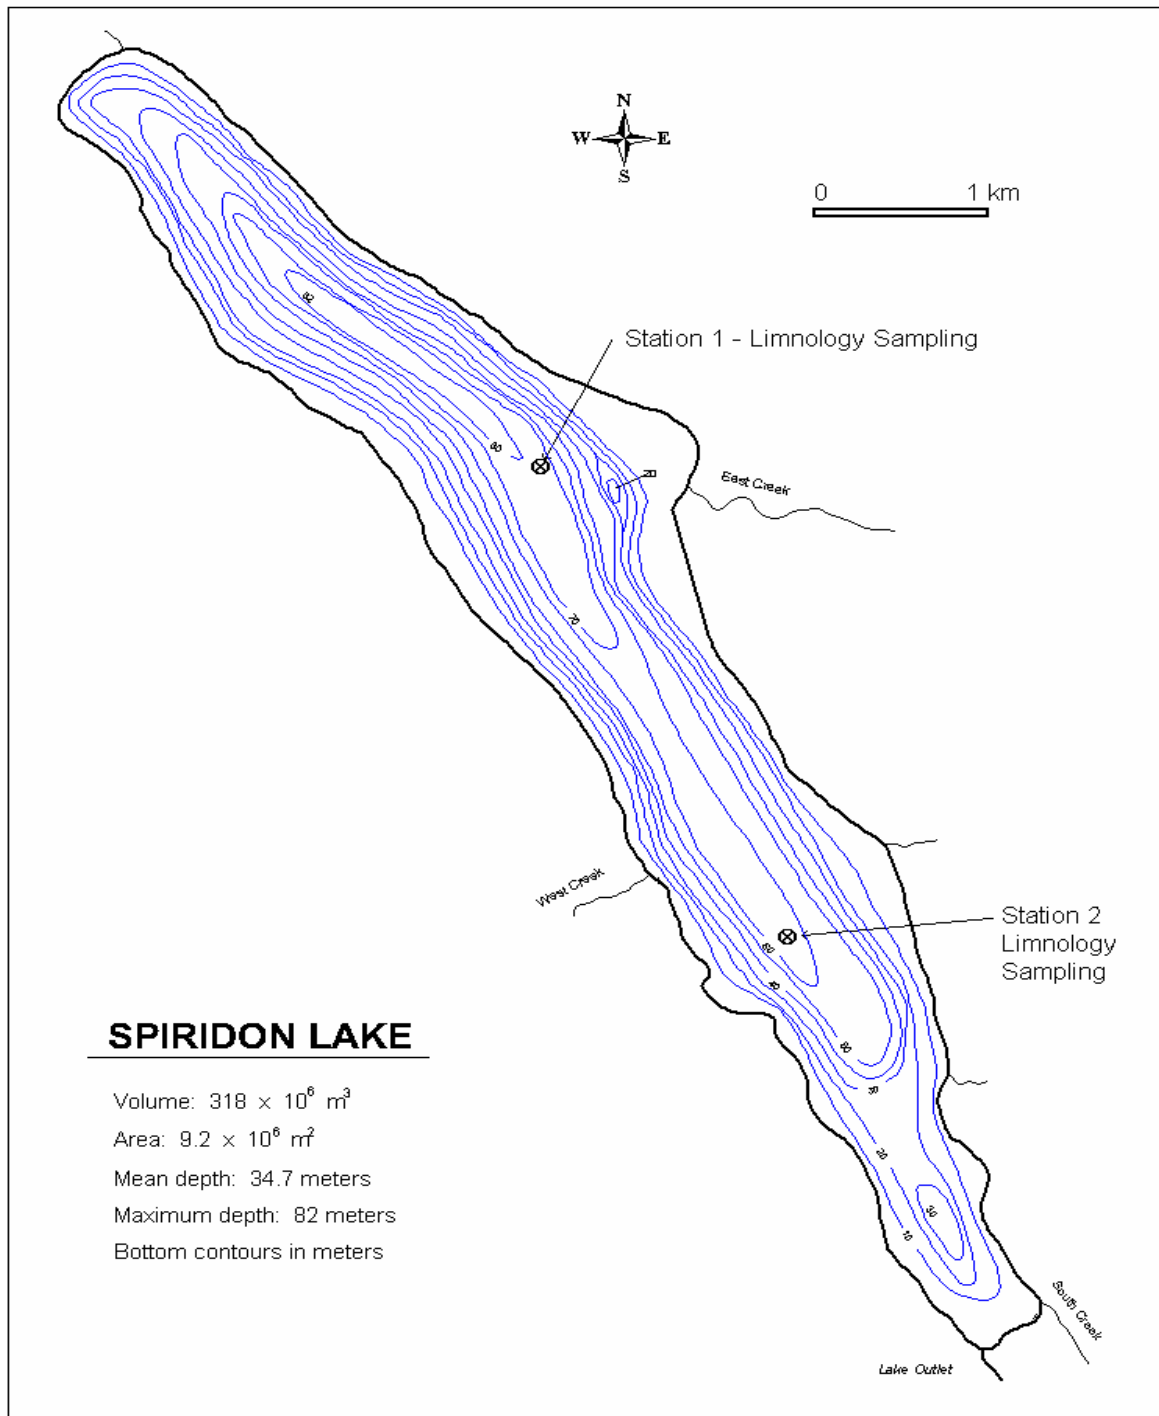 N
W E
S
0 1 km
82
Station 1 - Limnology Sampling
80
20
East Creek
70
West Creek
Station 2
Limnology
Sampling
60
40
50
30
20
30
10
SPIRIDON LAKE
Volume: 318 × 10⁶ m³
Area: 9.2 × 10⁶ m²
Mean depth: 34.7 meters
Maximum depth: 82 meters
Bottom contours in meters
South Creek
Lake Outlet